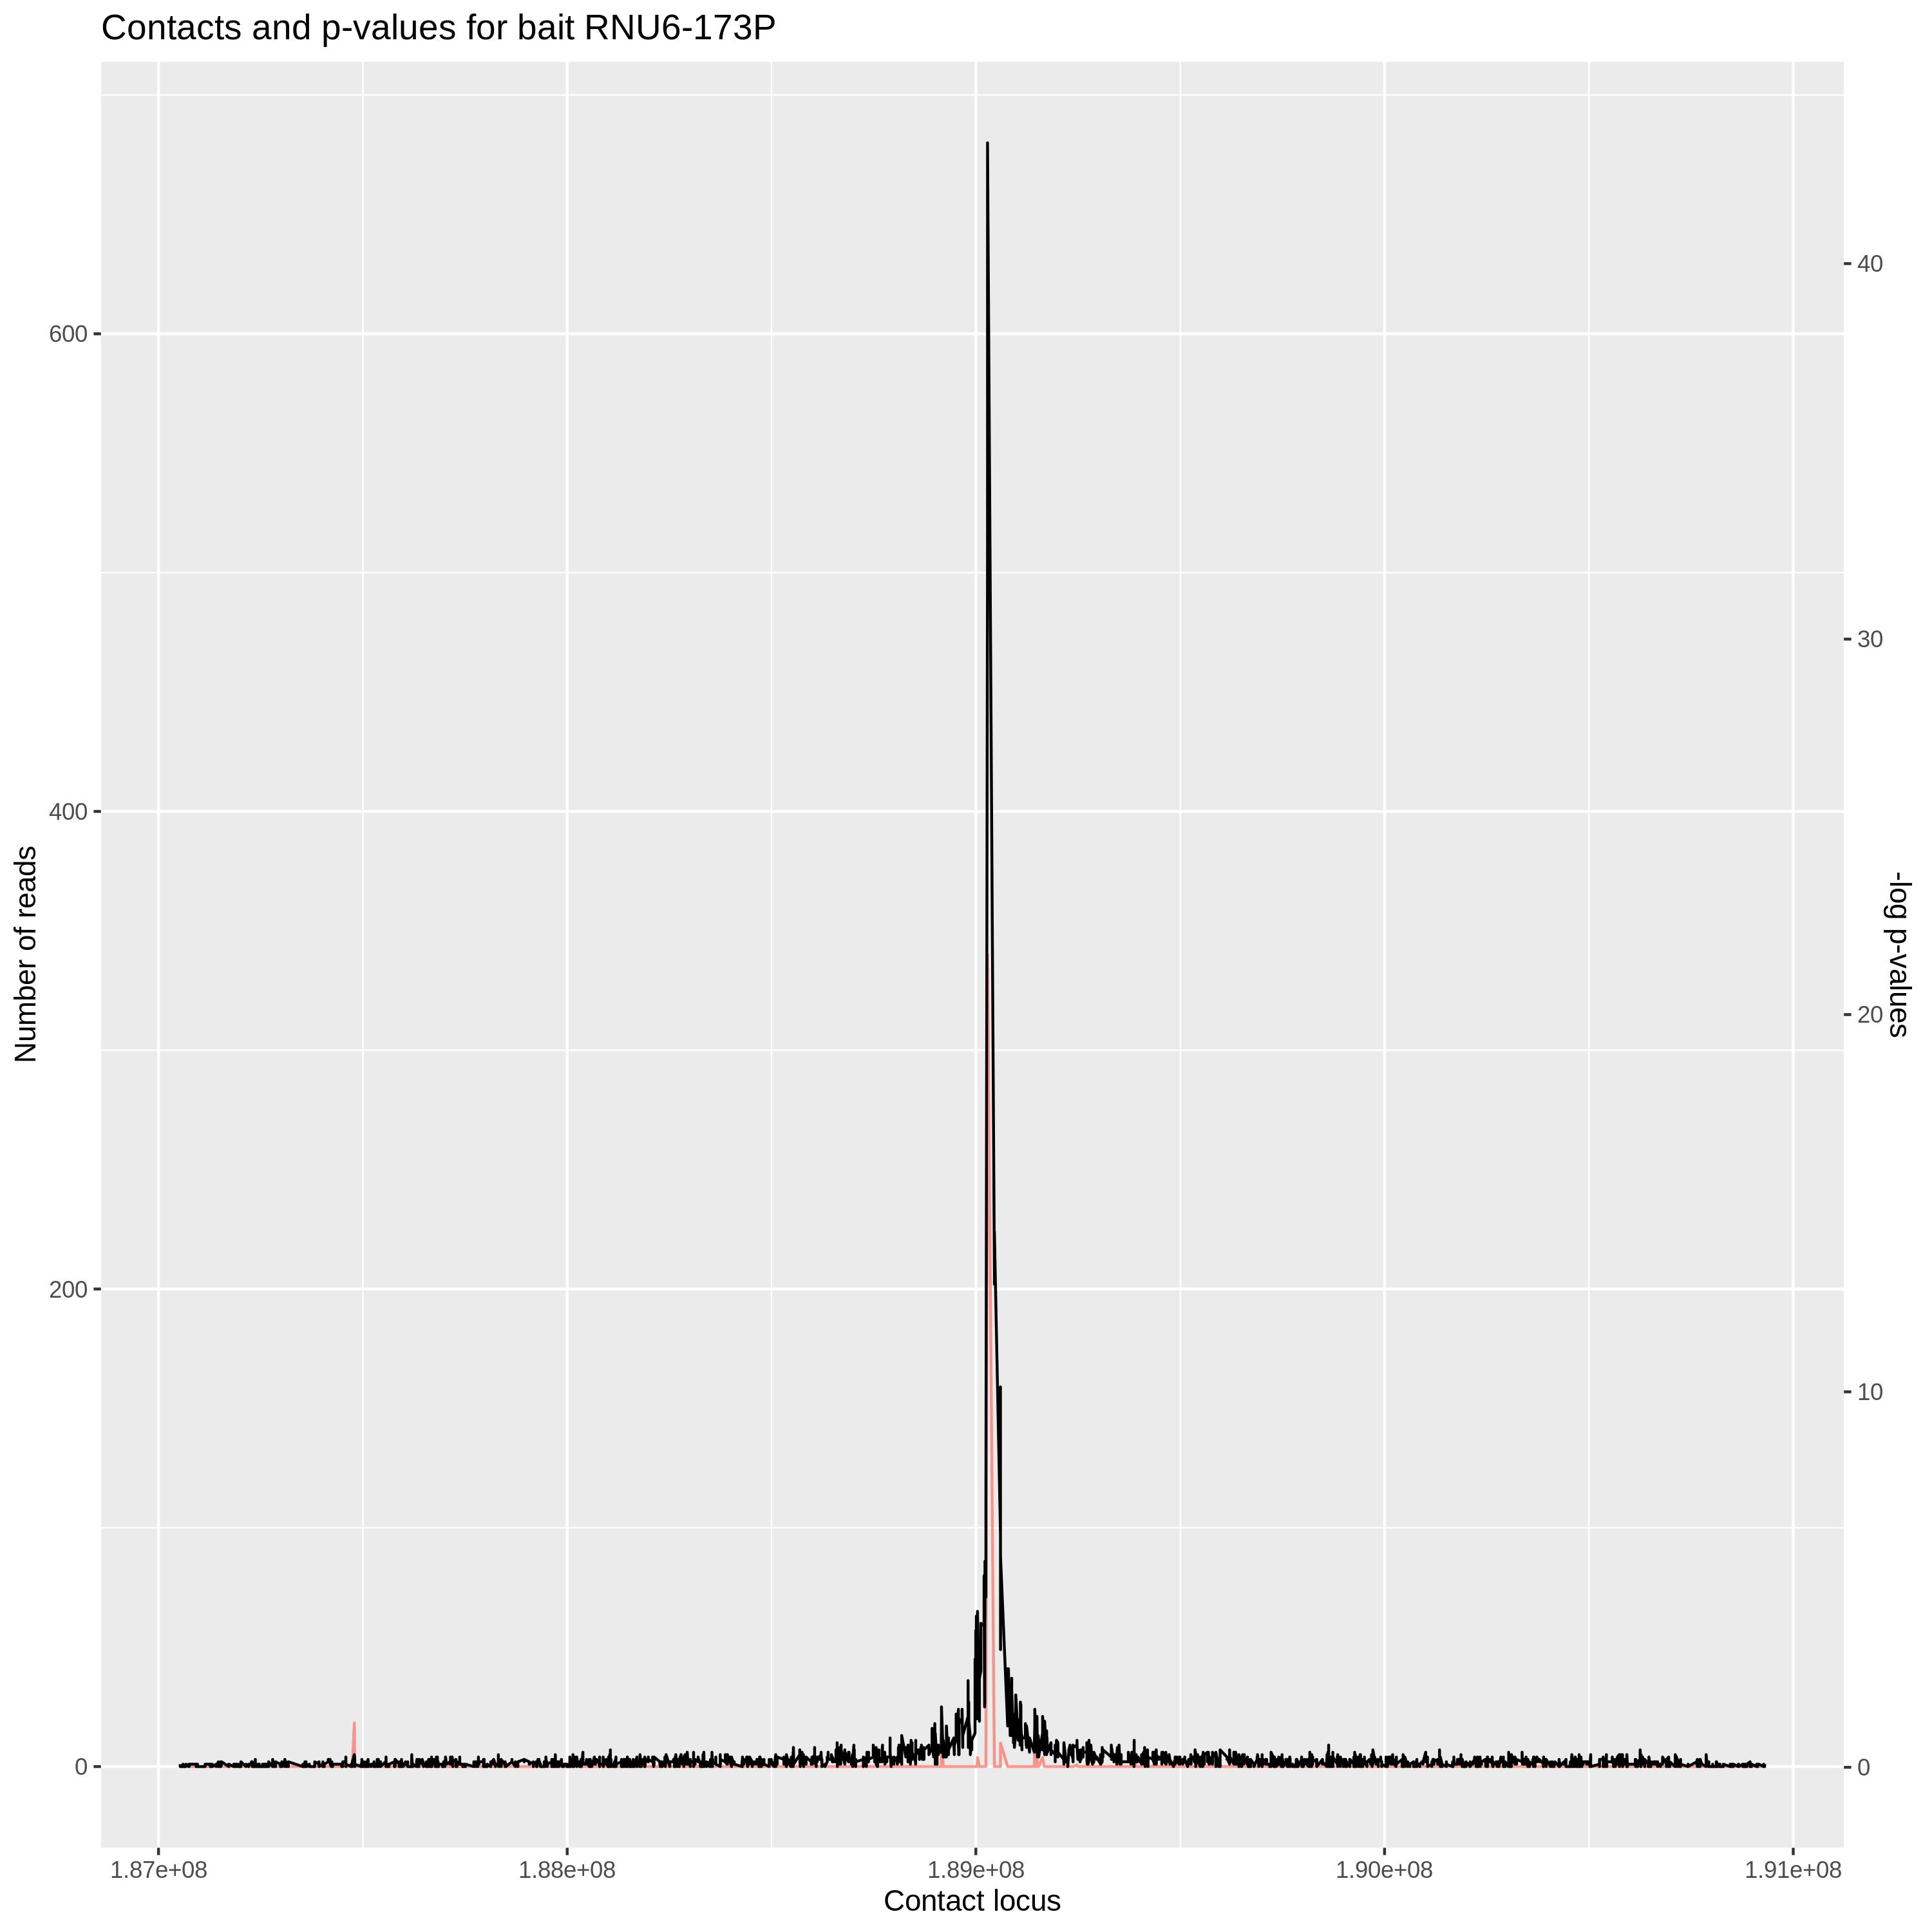 Contacts and p-values for bait RNU6-173P
600
400
200
0
40
30
20
10
0
Number of reads
-log p-values
1.87e+08 1.88e+08 1.89e+08 1.90e+08 1.91e+08
Contact locus